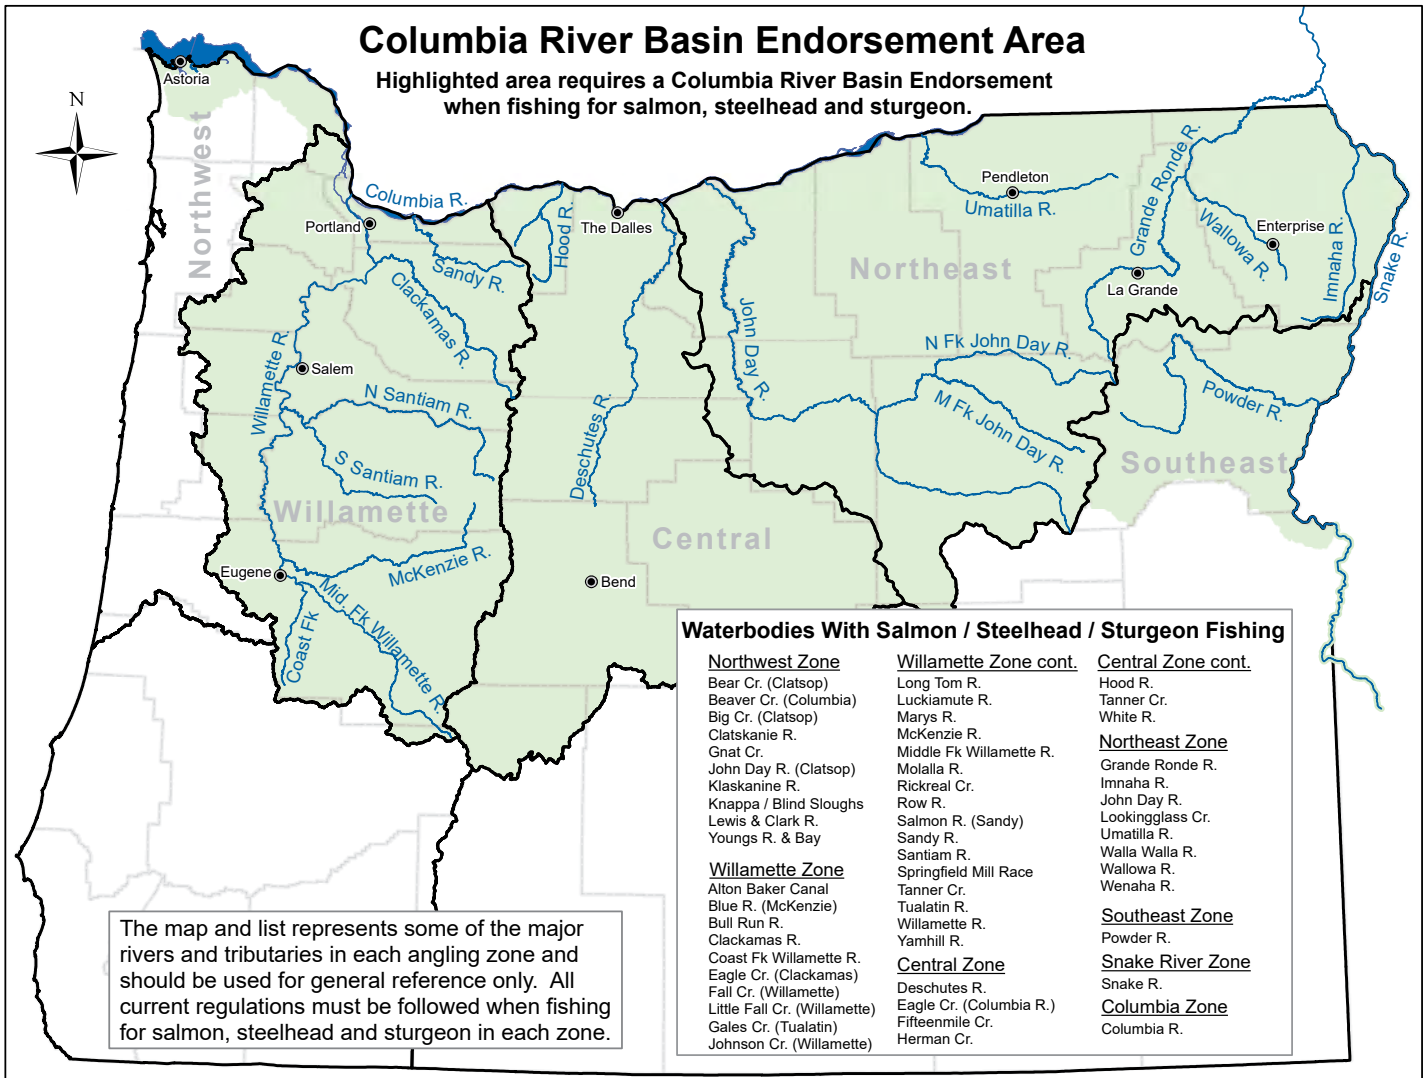 Columbia River Basin Endorsement Area
Highlighted area requires a Columbia River Basin Endorsement
when fishing for salmon, steelhead and sturgeon.
N
Astoria
Northwest
Columbia R.
Portland
Sandy R.
Hood R.
The Dalles
Clackamas R.
Willamette R.
Salem
N Santiam R.
S Santiam R.
Willamette
McKenzie R.
Eugene
Mid. Fk Willamette R.
Coast Fk
Deschutes R.
Central
Bend
John Day R.
Northeast
Pendleton
Umatilla R.
Grande Ronde R.
La Grande
Wallowa R.
Enterprise
Imnaha R.
Snake R.
N Fk John Day R.
M Fk John Day R.
Powder R.
Southeast
Waterbodies With Salmon / Steelhead / Sturgeon Fishing
Northwest Zone
Bear Cr. (Clatsop)
Beaver Cr. (Columbia)
Big Cr. (Clatsop)
Clatskanie R.
Gnat Cr.
John Day R. (Clatsop)
Klaskanine R.
Knappa / Blind Sloughs
Lewis & Clark R.
Youngs R. & Bay
Willamette Zone
Alton Baker Canal
Blue R. (McKenzie)
Bull Run R.
Clackamas R.
Coast Fk Willamette R.
Eagle Cr. (Clackamas)
Fall Cr. (Willamette)
Little Fall Cr. (Willamette)
Gales Cr. (Tualatin)
Johnson Cr. (Willamette)
Willamette Zone cont.
Long Tom R.
Luckiamute R.
Marys R.
McKenzie R.
Middle Fk Willamette R.
Molalla R.
Rickreal Cr.
Row R.
Salmon R. (Sandy)
Sandy R.
Santiam R.
Springfield Mill Race
Tanner Cr.
Tualatin R.
Willamette R.
Yamhill R.
Central Zone
Deschutes R.
Eagle Cr. (Columbia R.)
Fifteenmile Cr.
Herman Cr.
Central Zone cont.
Hood R.
Tanner Cr.
White R.
Northeast Zone
Grande Ronde R.
Imnaha R.
John Day R.
Lookingglass Cr.
Umatilla R.
Walla Walla R.
Wallowa R.
Wenaha R.
Southeast Zone
Powder R.
Snake River Zone
Snake R.
Columbia Zone
Columbia R.
The map and list represents some of the major
rivers and tributaries in each angling zone and
should be used for general reference only.  All
current regulations must be followed when fishing
for salmon, steelhead and sturgeon in each zone.